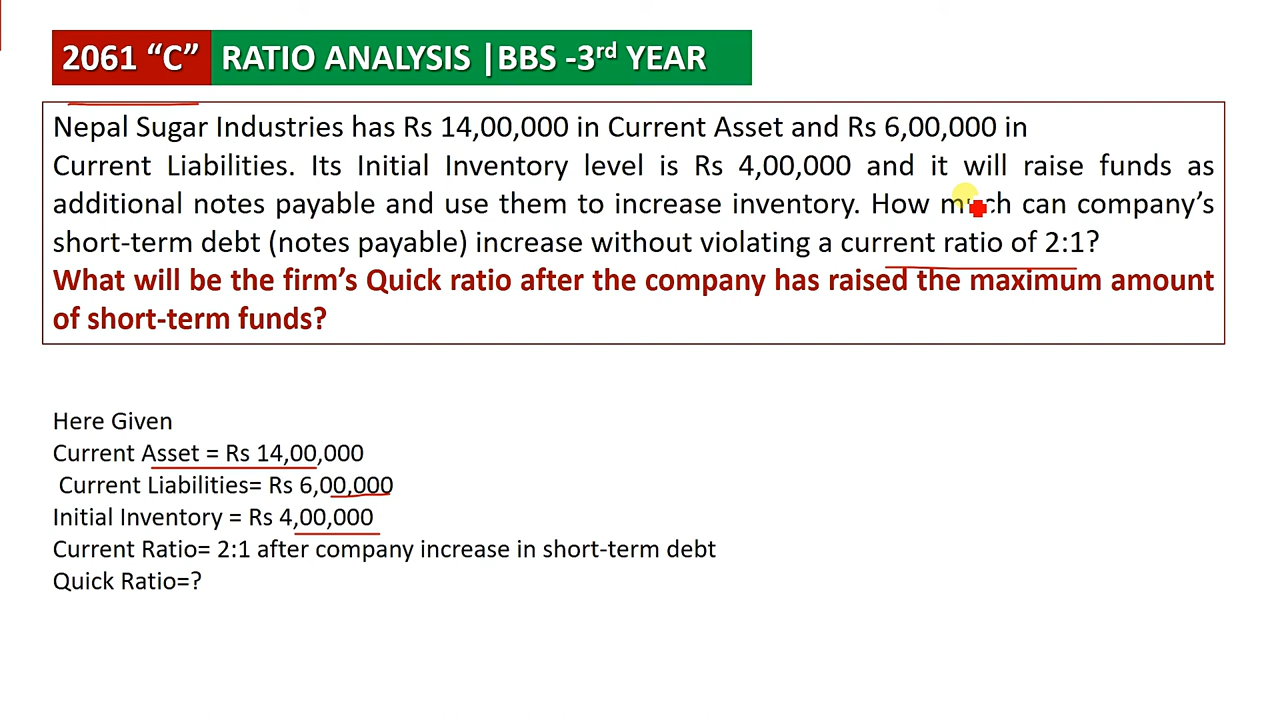 2061 “C” RATIO ANALYSIS |BBS -3rd YEAR
Nepal Sugar Industries has Rs 14,00,000 in Current Asset and Rs 6,00,000 in
Current Liabilities. Its Initial Inventory level is Rs 4,00,000 and it will raise funds as
additional notes payable and use them to increase inventory. How much can company’s
short-term debt (notes payable) increase without violating a current ratio of 2:1?
What will be the firm’s Quick ratio after the company has raised the maximum amount
of short-term funds?
Here Given
Current Asset = Rs 14,00,000
Current Liabilities= Rs 6,00,000
Initial Inventory = Rs 4,00,000
Current Ratio= 2:1 after company increase in short-term debt
Quick Ratio=?